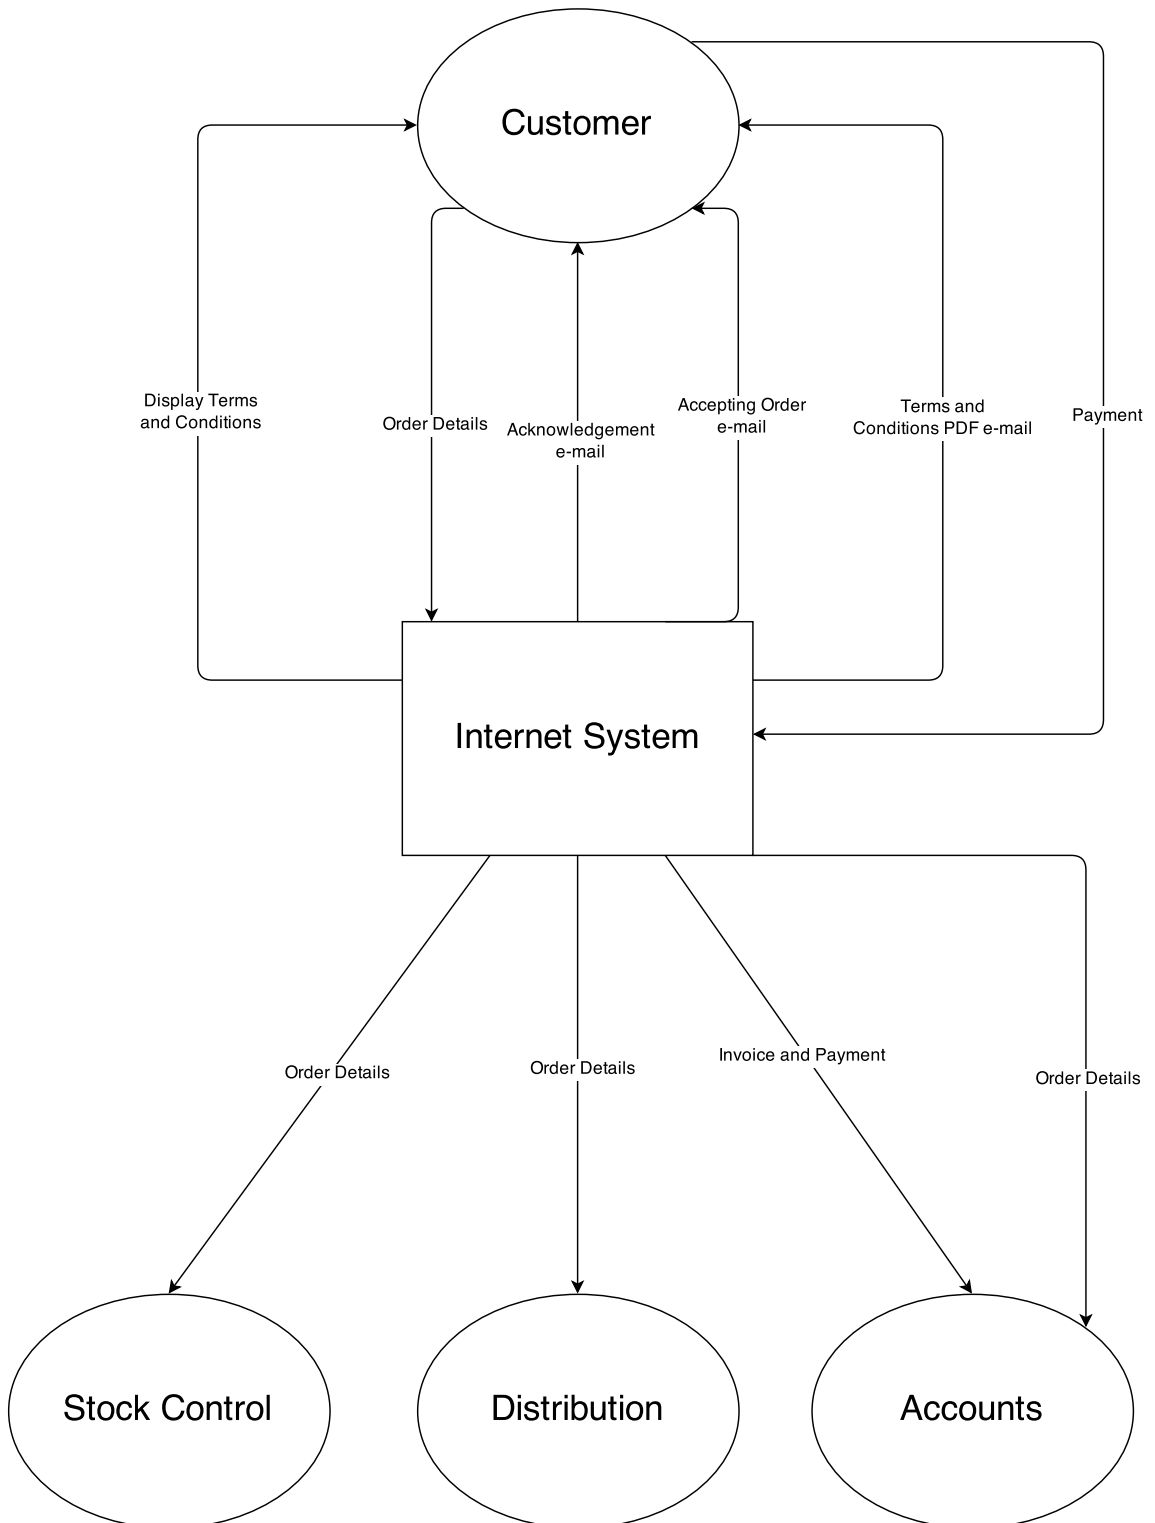 Customer
Display Terms
and Conditions
Order Details
Acknowledgement
e-mail
Accepting Order
e-mail
Terms and
Conditions PDF e-mail
Payment
Internet System
Order Details
Order Details
Invoice and Payment
Order Details
Stock Control
Distribution
Accounts